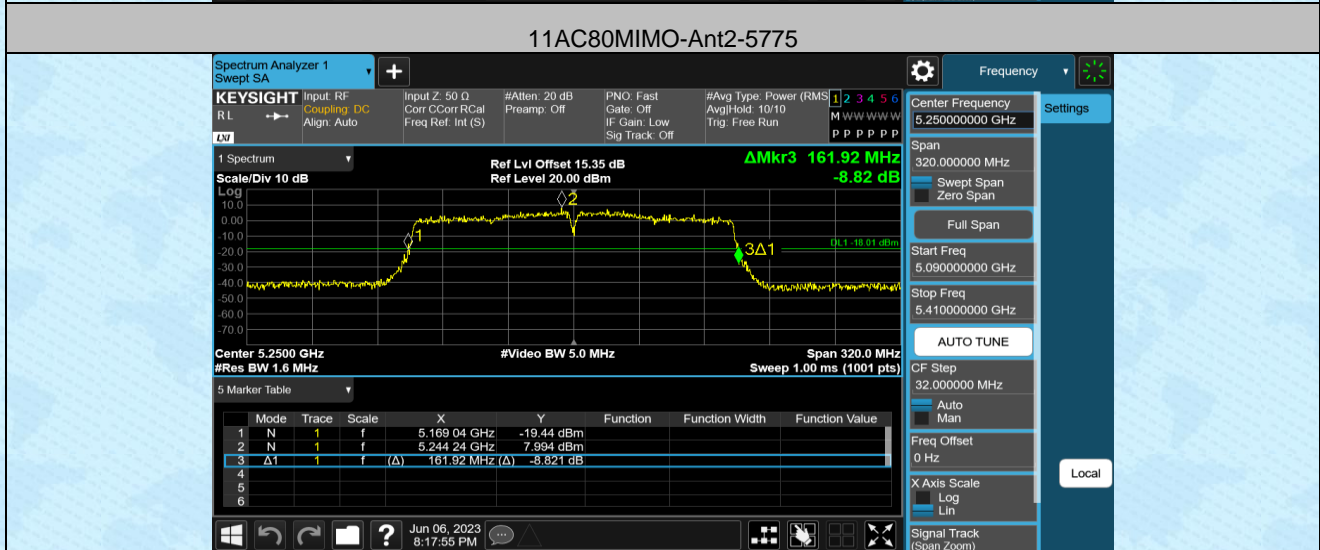 11AC80MIMO-Ant2-5775
Spectrum Analyzer 1
Swept SA
+
Frequency
KEYSIGHT
R L
LXI
Input: RF
Coupling: DC
Align: Auto
Input Z: 50 Ω
Corr CCorr RCal
Freq Ref: Int (S)
#Atten: 20 dB
Preamp: Off
PNO: Fast
Gate: Off
IF Gain: Low
Sig Track: Off
#Avg Type: Power (RMS
Avg|Hold: 10/10
Trig: Free Run
1 2 3 4 5 6
M W W W W W
P P P P P P
Center Frequency
5.250000000 GHz
Settings
Span
320.000000 MHz
Swept Span
Zero Span
Full Span
Start Freq
5.090000000 GHz
Stop Freq
5.410000000 GHz
AUTO TUNE
CF Step
32.000000 MHz
Auto
Man
Freq Offset
0 Hz
X Axis Scale
Log
Lin
Signal Track
(Span Zoom)
Local
1 Spectrum
Scale/Div 10 dB
Ref Lvl Offset 15.35 dB
Ref Level 20.00 dBm
ΔMkr3 161.92 MHz
-8.82 dB
Log
10.0
0.00
-10.0
-20.0
-30.0
-40.0
-50.0
-60.0
-70.0
1
2
3Δ1
DL1 -18.01 dBm
Center 5.2500 GHz
#Res BW 1.6 MHz
#Video BW 5.0 MHz
Span 320.0 MHz
Sweep 1.00 ms (1001 pts)
5 Marker Table
Mode Trace Scale X Y Function Function Width Function Value
1 N 1 f 5.169 04 GHz -19.44 dBm
2 N 1 f 5.244 24 GHz 7.994 dBm
3 Δ1 1 f (Δ) 161.92 MHz (Δ) -8.821 dB
4
5
6
?
Jun 06, 2023
8:17:55 PM